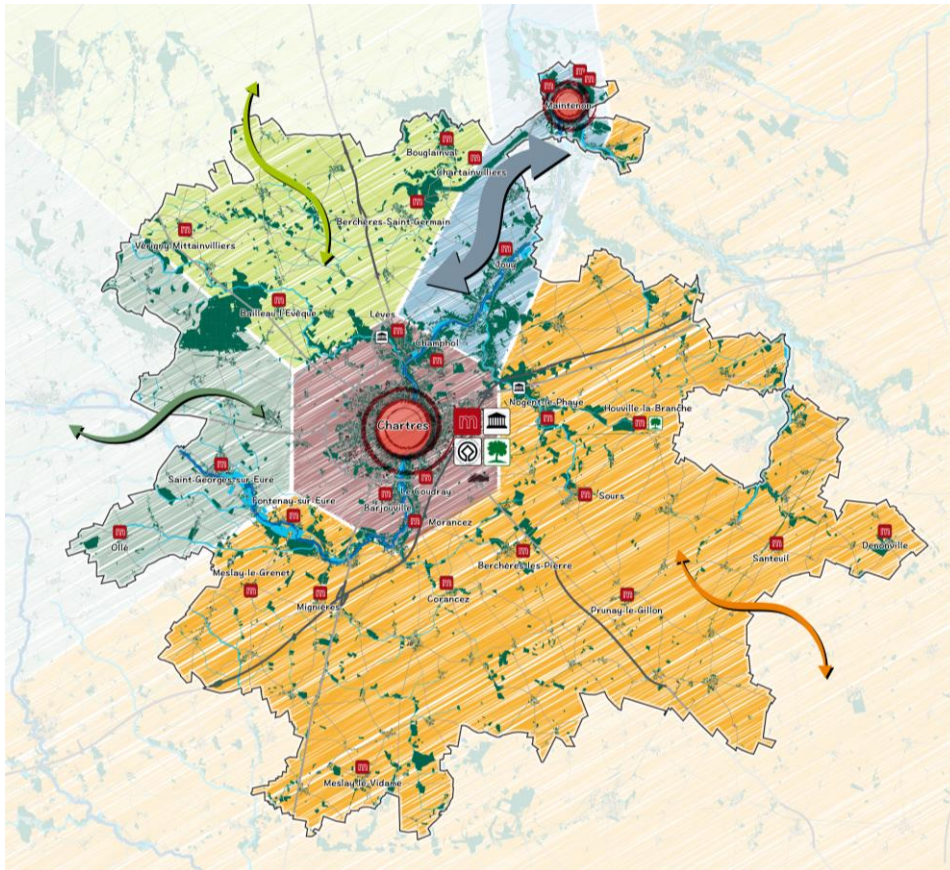 Maintenon
Bouglainval
Chartainvilliers
Berchères-Saint-Germain
Vérigny-Mittainvilliers
Jouy
Bailleau-l'Evêque
Lèves
Champhol
Nogent-le-Phaye
Houville-la-Branche
Chartres
Saint-Georges-sur-Eure
Le Coudray
Sours
Barjouville
Fontenay-sur-Eure
Morancez
Ollé
Denonville
Santeuil
Berchères-les-Pierre
Meslay-le-Grenet
Corancez
Mignières
Prunay-le-Gillon
Meslay-le-Vidame